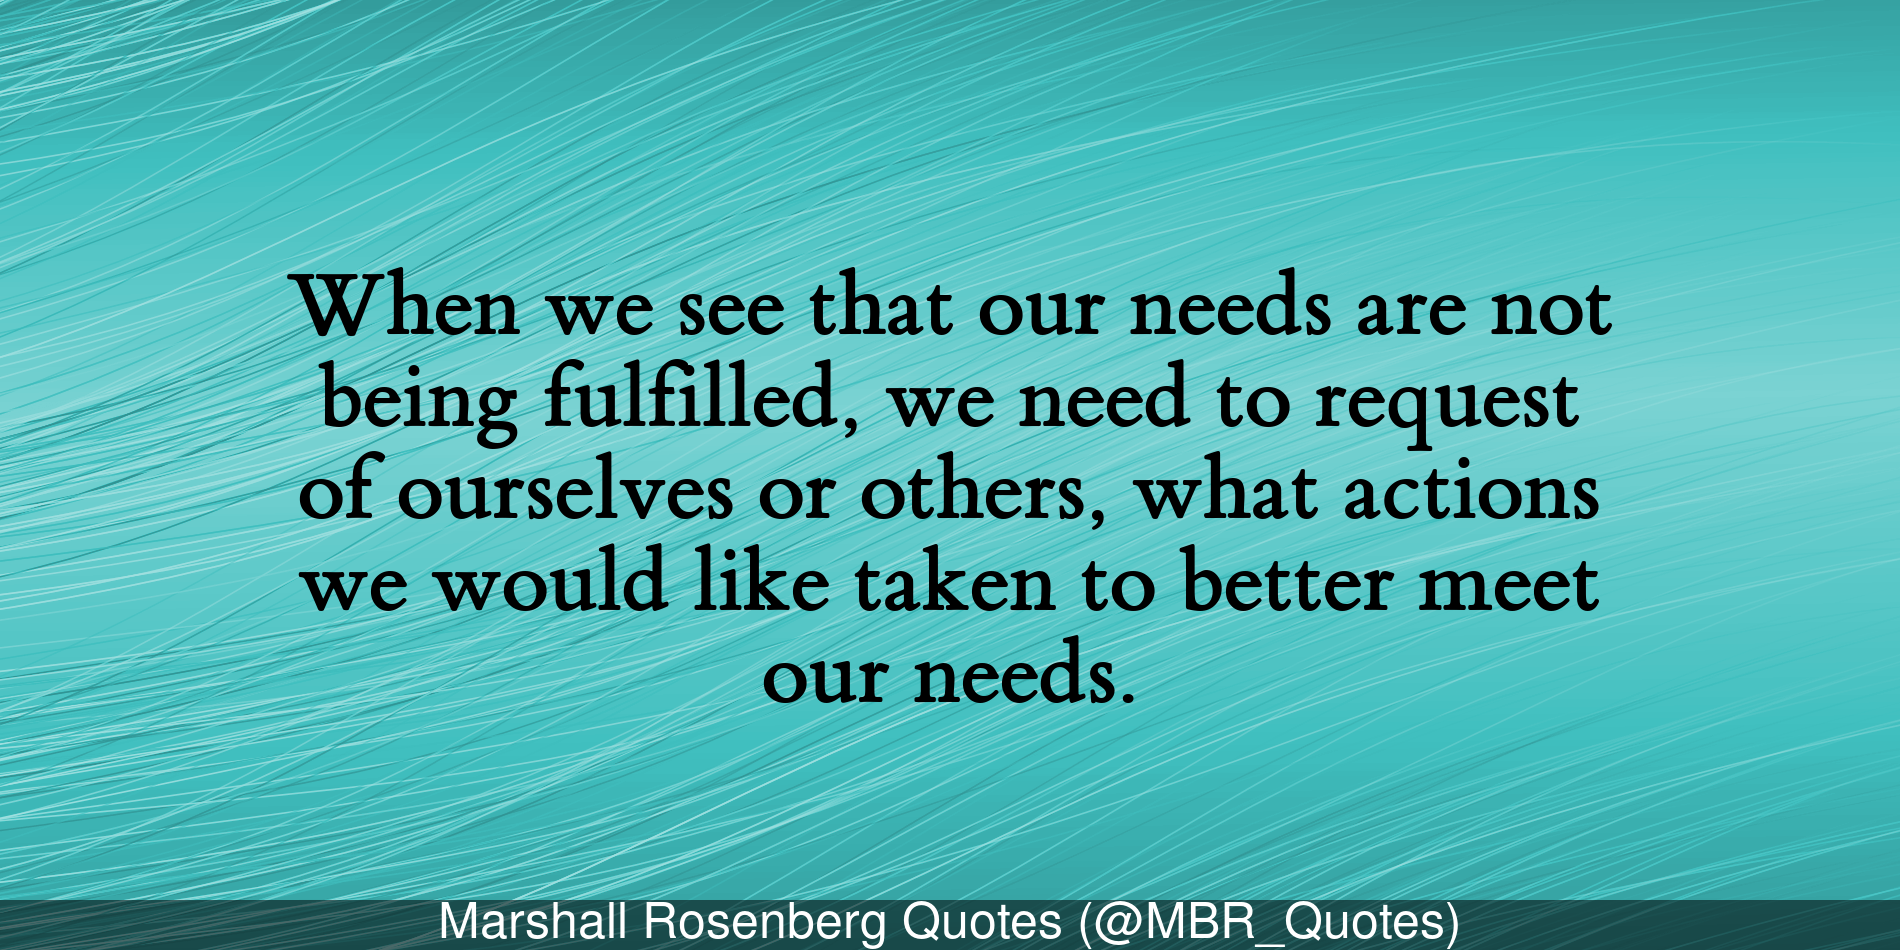 When we see that our needs are not
being fulfilled, we need to request
of ourselves or others, what actions
we would like taken to better meet
our needs.
Marshall Rosenberg Quotes (@MBR_Quotes)